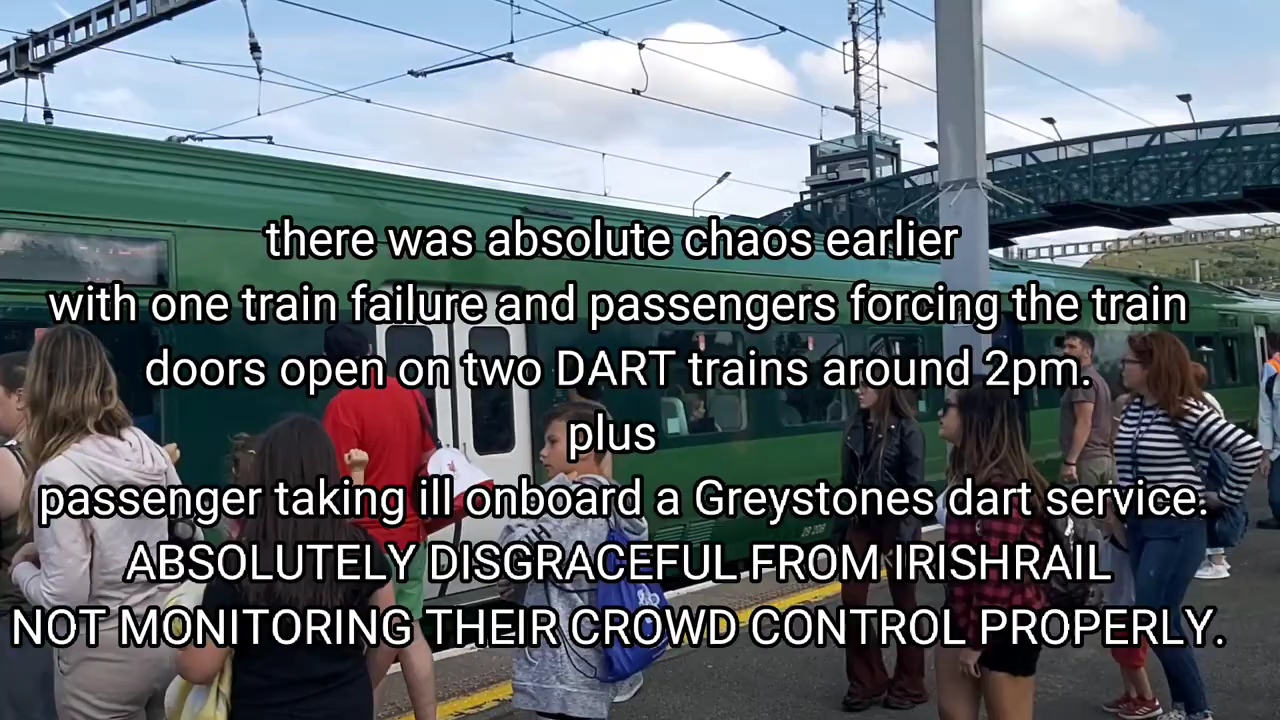 there was absolute chaos earlier
with one train failure and passengers forcing the train
doors open on two DART trains around 2pm.
plus
passenger taking ill onboard a Greystones dart service.
ABSOLUTELY DISGRACEFUL FROM IRISHRAIL
NOT MONITORING THEIR CROWD CONTROL PROPERLY.